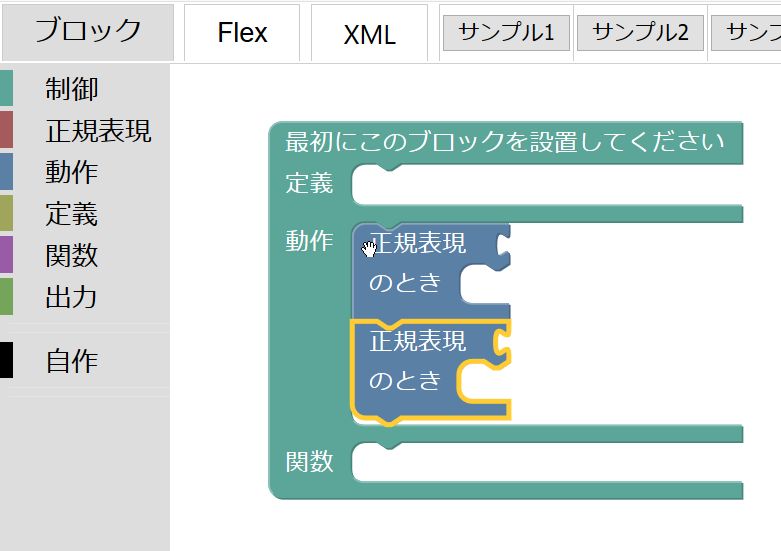 ブロック
Flex
XML
サンプル1
サンプル2
サンプ
制御
正規表現
動作
定義
関数
出力
自作
最初にこのブロックを設置してください
定義
動作
正規表現
のとき
正規表現
のとき
関数